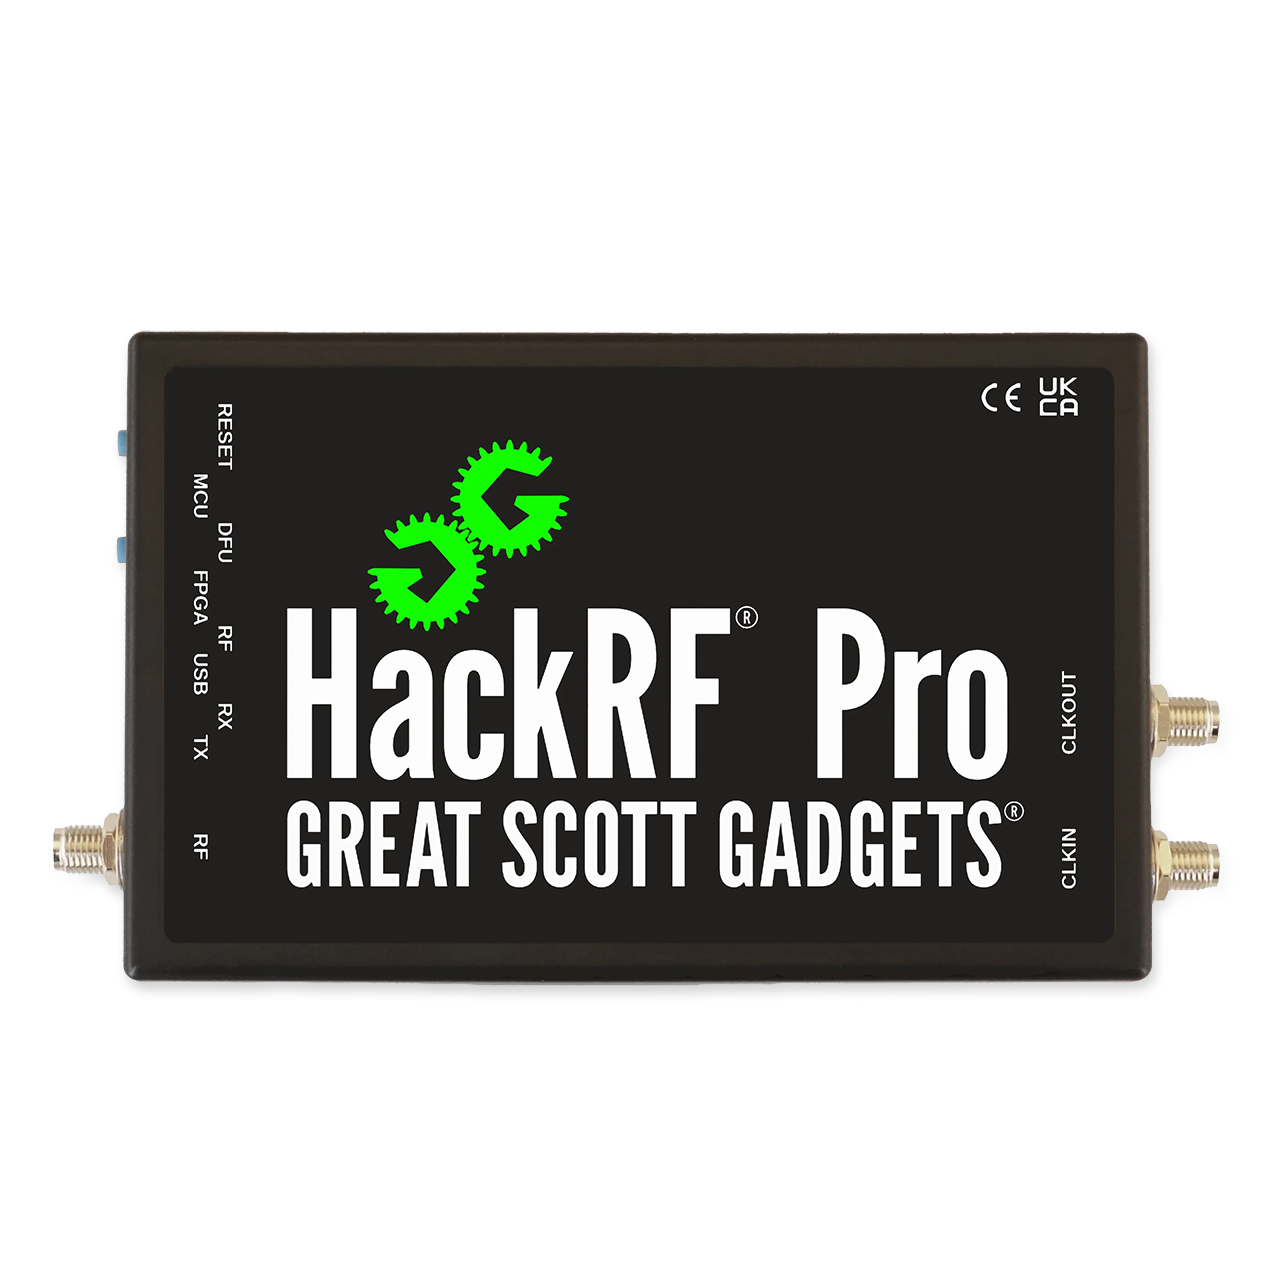 CE UK
CA
RESET DFU RF RX
MCU FPGA USB TX RF
HackRF® Pro
GREAT SCOTT GADGETS®
CLKOUT
CLKIN